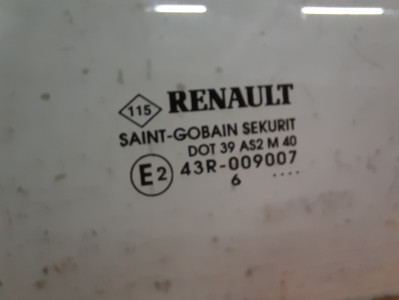 115 RENAULT
SAINT-GOBAIN SEKURIT
DOT 39 AS2 M 40
E2 43R-009007
6 ....